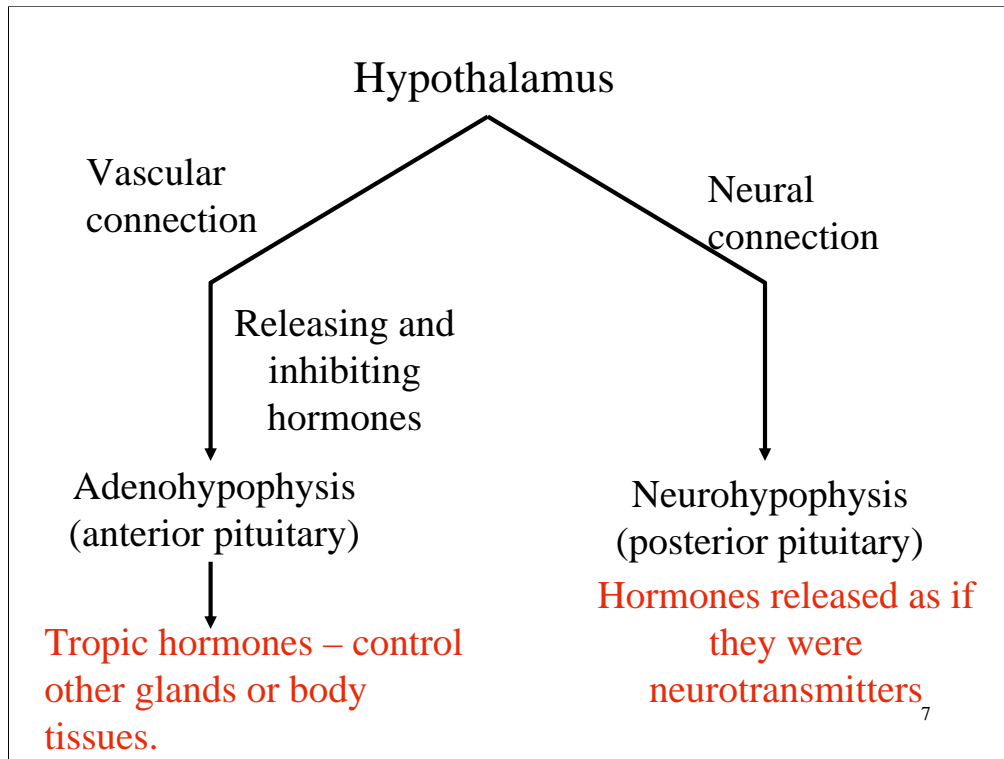 Hypothalamus
Vascular
connection
Neural
connection
Releasing and
inhibiting
hormones
Adenohypophysis
(anterior pituitary)
Neurohypophysis
(posterior pituitary)
Tropic hormones – control
other glands or body
tissues.
Hormones released as if
they were
neurotransmitters
7